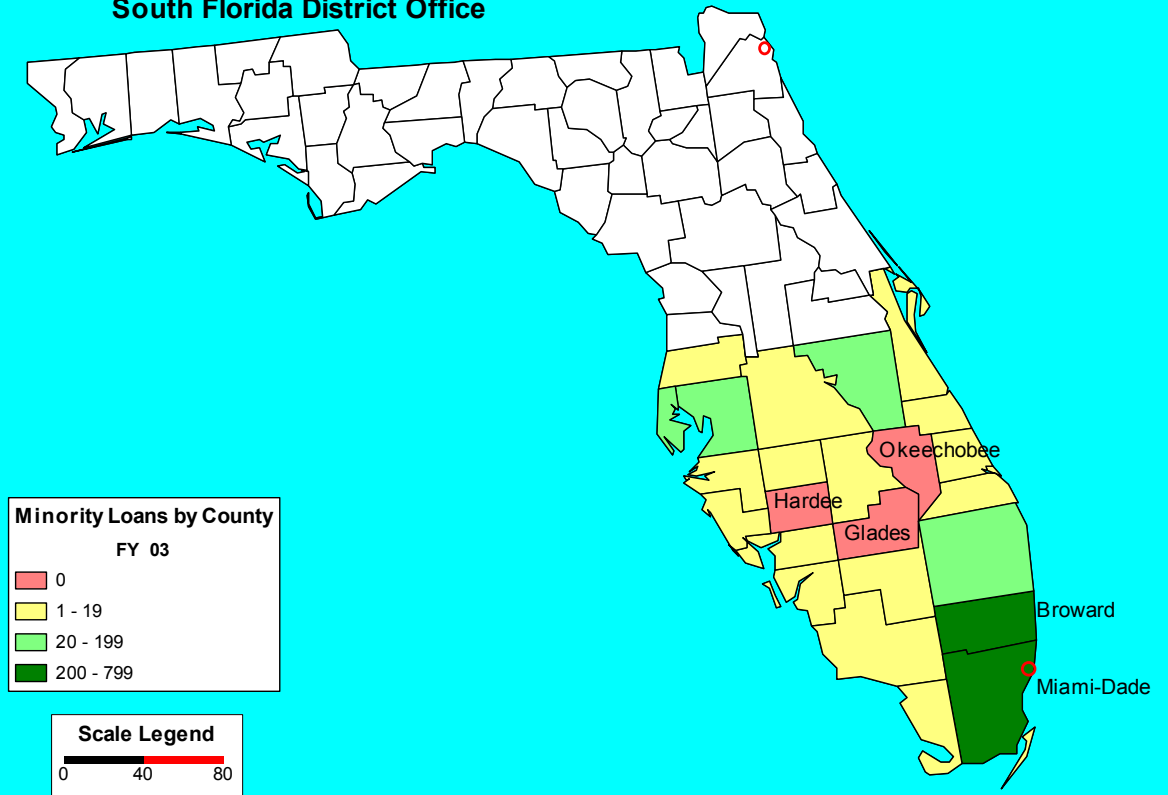 South Florida District Office
Okeechobee
Hardee
Glades
Broward
Miami-Dade
Minority Loans by County
FY 03
0
1 - 19
20 - 199
200 - 799
Scale Legend
0 40 80